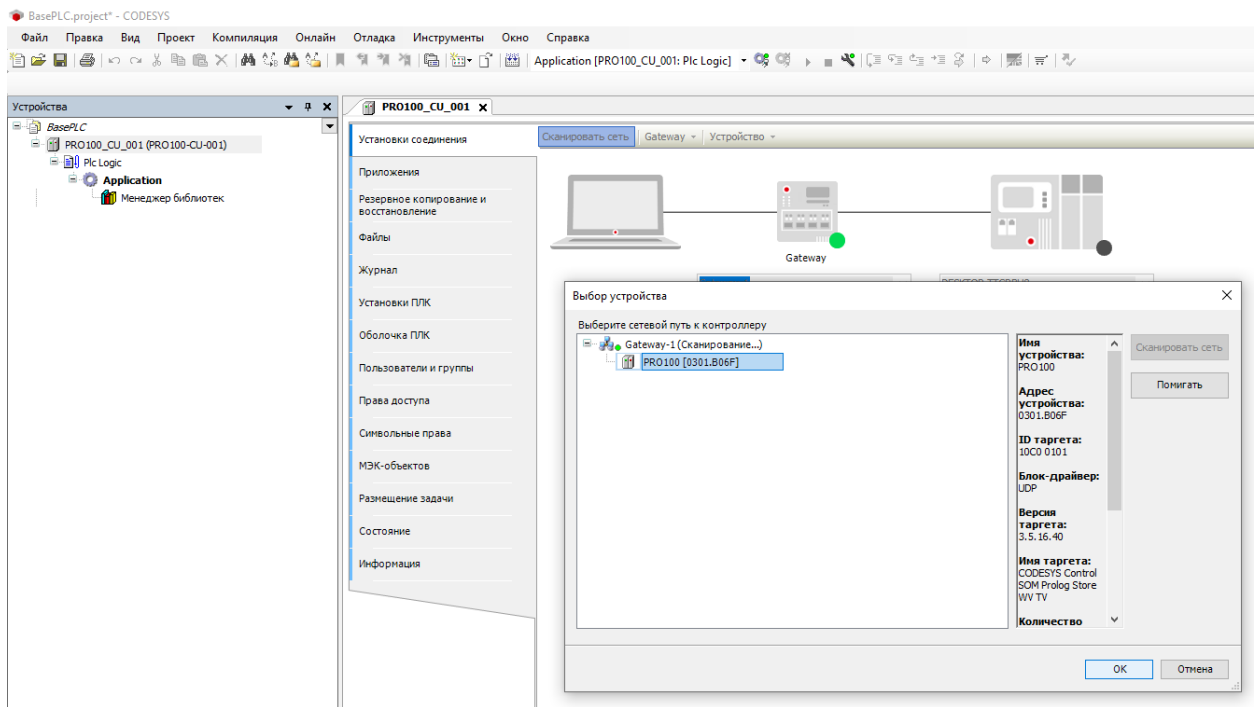 BasePLC.project* - CODESYS
Файл Правка Вид Проект Компиляция Онлайн Отладка Инструменты Окно Справка
Application [PRO100_CU_001: Plc Logic]
Устройства
BasePLC
PRO100_CU_001 (PRO100-CU-001)
Plc Logic
Application
Менеджер библиотек
PRO100_CU_001 X
Установки соединения
Приложения
Резервное копирование и
восстановление
Файлы
Журнал
Установки ПЛК
Оболочка ПЛК
Пользователи и группы
Права доступа
Символьные права
МЭК-объектов
Размещение задачи
Состояние
Информация
Сканировать сеть Gateway Устройство
Gateway
Выбор устройства
Выберите сетевой путь к контроллеру
Gateway-1 (Сканирование...)
PRO100 [0301.B06F]
Имя
устройства:
PRO100
Адрес
устройства:
0301.B06F
ID таргета:
10C0 0101
Блок-драйвер:
UDP
Версия
таргета:
3.5.16.40
Имя таргета:
CODESYS Control
SOM Prolog Store
WV TV
Количество
Сканировать сеть
Помигать
OK Отмена